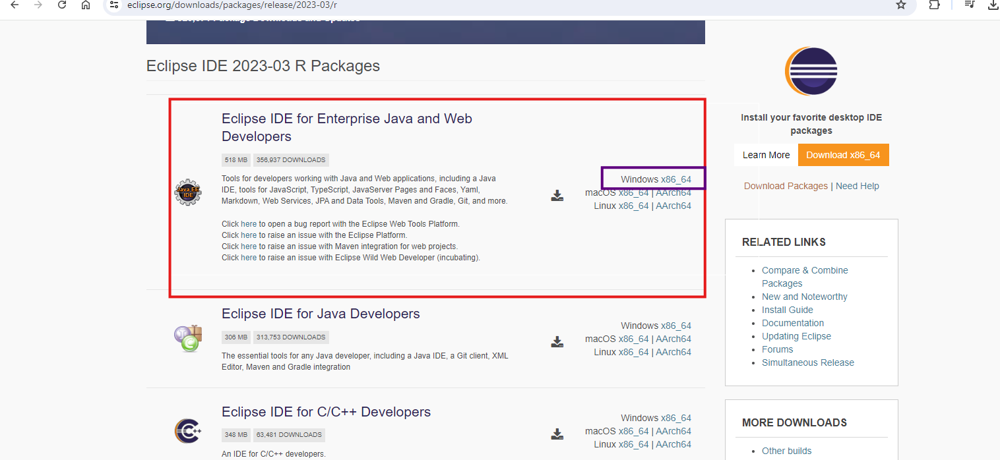 eclipse.org/downloads/packages/release/2023-03/r
Package Downloads and Updates
Eclipse IDE 2023-03 R Packages
Eclipse IDE for Enterprise Java and Web
Developers
518 MB 356,937 DOWNLOADS
Tools for developers working with Java and Web applications, including a Java
IDE, tools for JavaScript, TypeScript, JavaServer Pages and Faces, Yaml,
Markdown, Web Services, JPA and Data Tools, Maven and Gradle, Git, and more.
Click here to open a bug report with the Eclipse Web Tools Platform.
Click here to raise an issue with the Eclipse Platform.
Click here to raise an issue with Maven integration for web projects.
Click here to raise an issue with Eclipse Wild Web Developer (incubating).
Java EE
IDE
Windows x86_64
macOS x86_64 | AArch64
Linux x86_64 | AArch64
Eclipse IDE for Java Developers
306 MB 313,753 DOWNLOADS
The essential tools for any Java developer, including a Java IDE, a Git client, XML
Editor, Maven and Gradle integration
Windows x86_64
macOS x86_64 | AArch64
Linux x86_64 | AArch64
Eclipse IDE for C/C++ Developers
348 MB 63,481 DOWNLOADS
An IDE for C/C++ developers.
C++
Windows x86_64
macOS x86_64 | AArch64
Linux x86_64 | AArch64
Install your favorite desktop IDE
packages
Learn More Download x86_64
Download Packages | Need Help
RELATED LINKS
Compare & Combine
Packages
New and Noteworthy
Install Guide
Documentation
Updating Eclipse
Forums
Simultaneous Release
MORE DOWNLOADS
Other builds